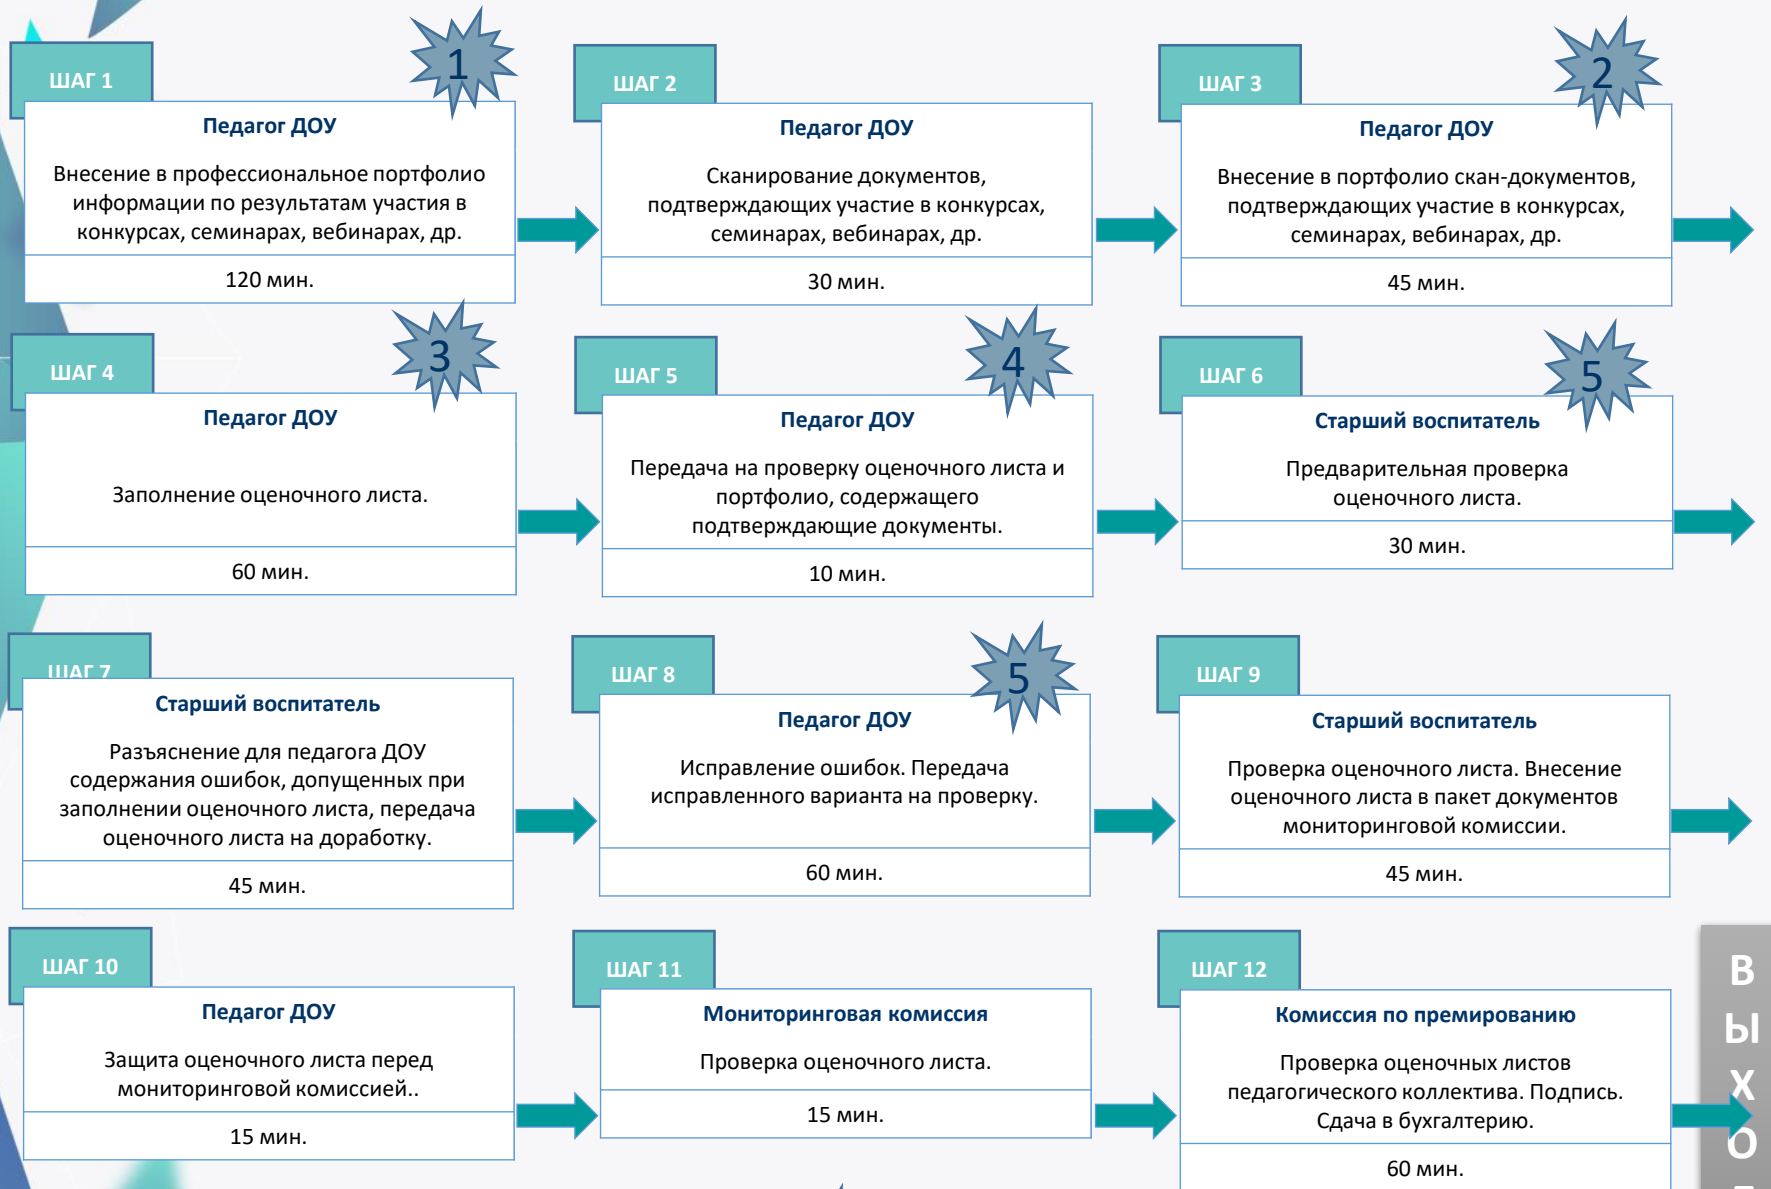 ШАГ 1
1
Педагог ДОУ
Внесение в профессиональное портфолио
информации по результатам участия в
конкурсах, семинарах, вебинарах, др.
120 мин.
ШАГ 2
Педагог ДОУ
Сканирование документов,
подтверждающих участие в конкурсах,
семинарах, вебинарах, др.
30 мин.
ШАГ 3
2
Педагог ДОУ
Внесение в портфолио скан-документов,
подтверждающих участие в конкурсах,
семинарах, вебинарах, др.
45 мин.
ШАГ 4
3
Педагог ДОУ
Заполнение оценочного листа.
60 мин.
ШАГ 5
4
Педагог ДОУ
Передача на проверку оценочного листа и
портфолио, содержащего
подтверждающие документы.
10 мин.
ШАГ 6
5
Старший воспитатель
Предварительная проверка
оценочного листа.
30 мин.
ШАГ 7
Старший воспитатель
Разъяснение для педагога ДОУ
содержания ошибок, допущенных при
заполнении оценочного листа, передача
оценочного листа на доработку.
45 мин.
ШАГ 8
5
Педагог ДОУ
Исправление ошибок. Передача
исправленного варианта на проверку.
60 мин.
ШАГ 9
Старший воспитатель
Проверка оценочного листа. Внесение
оценочного листа в пакет документов
мониторинговой комиссии.
45 мин.
ШАГ 10
Педагог ДОУ
Защита оценочного листа перед
мониторинговой комиссией..
15 мин.
ШАГ 11
Мониторинговая комиссия
Проверка оценочного листа.
15 мин.
ШАГ 12
Комиссия по премированию
Проверка оценочных листов
педагогического коллектива. Подпись.
Сдача в бухгалтерию.
60 мин.
В
Ы
Х
О